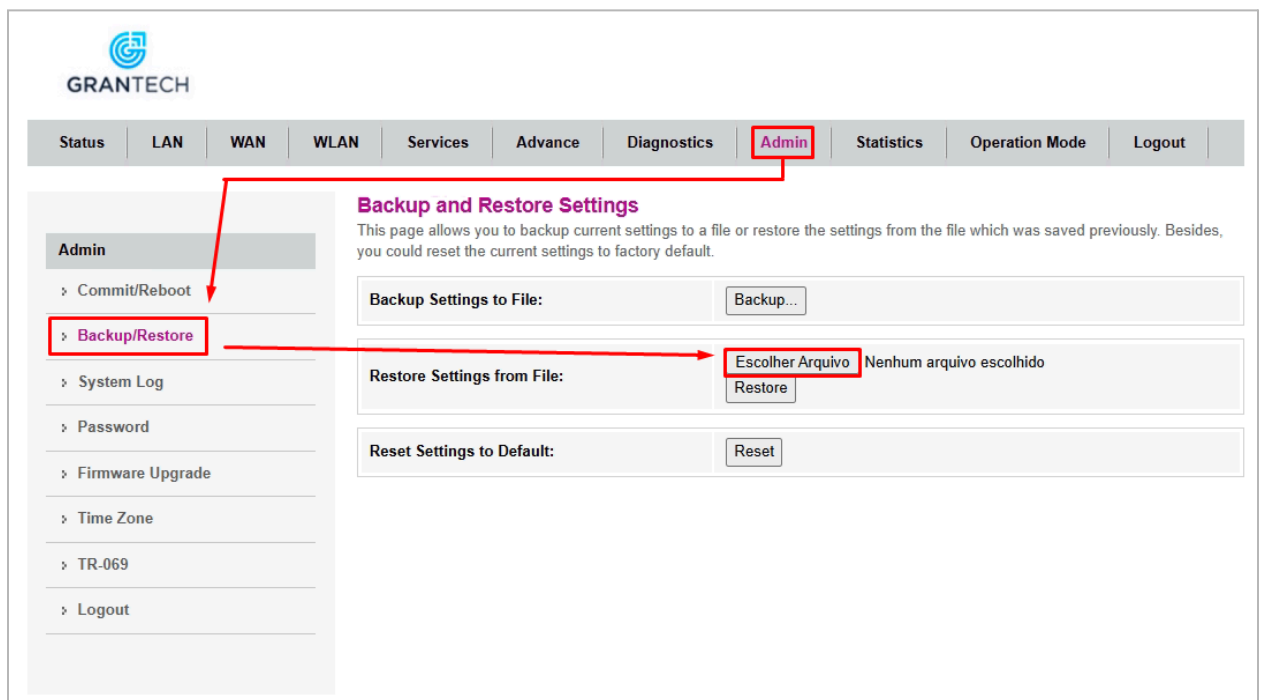 GRANTECH
Status LAN WAN WLAN Services Advance Diagnostics Admin Statistics Operation Mode Logout
Admin
Commit/Reboot
Backup/Restore
System Log
Password
Firmware Upgrade
Time Zone
TR-069
Logout
Backup and Restore Settings
This page allows you to backup current settings to a file or restore the settings from the file which was saved previously. Besides,
you could reset the current settings to factory default.
Backup Settings to File: Backup...
Restore Settings from File: Escolher Arquivo Nenhum arquivo escolhido
Restore
Reset Settings to Default: Reset